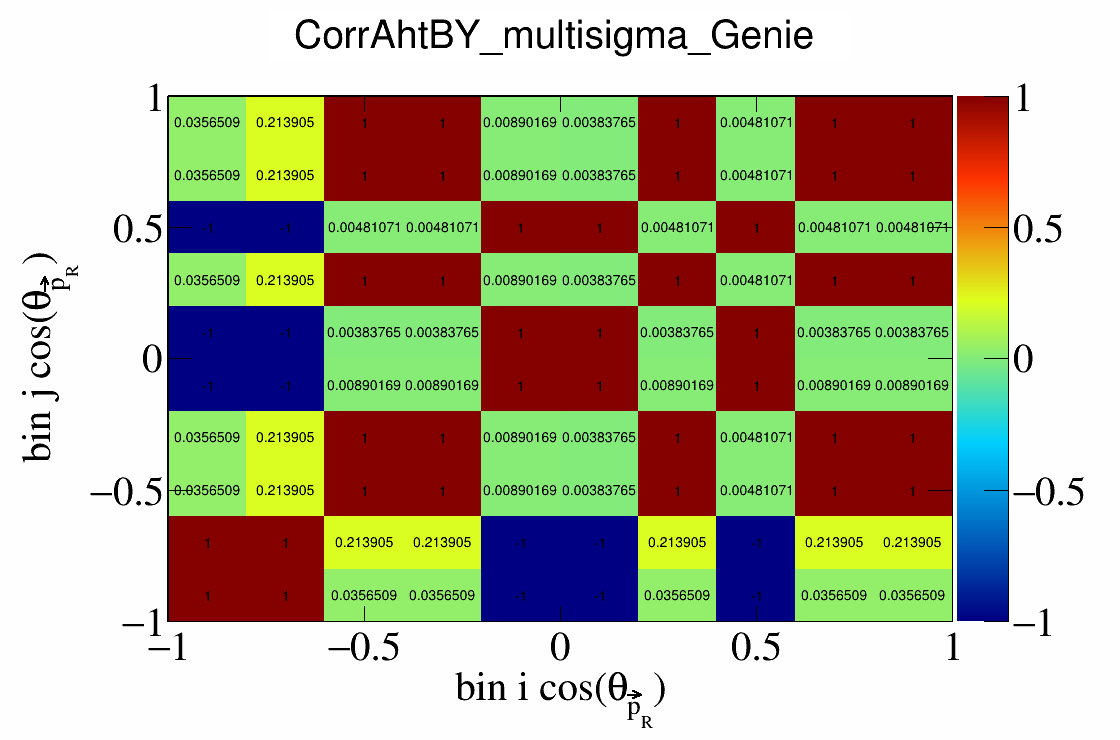 CorrAhtBY_multisigma_Genie
1 0.0356509 0.213905 1 1 0.00890169 0.00383765 1 0.00481071 1 1 1
0.0356509 0.213905 1 1 0.00890169 0.00383765 1 0.00481071 1 1
0.5 -1 -1 0.00481071 0.00481071 1 1 0.00481071 1 0.00481071 0.00481071 0.5
0.0356509 0.213905 1 1 0.00890169 0.00383765 1 0.00481071 1 1
-1 -1 0.00383765 0.00383765 1 1 0.00383765 1 0.00383765 0.00383765
0 0
-1 -1 0.00890169 0.00890169 1 1 0.00890169 1 0.00890169 0.00890169
0.0356509 0.213905 1 1 0.00890169 0.00383765 1 0.00481071 1 1
−0.5 0.0356509 0.213905 1 1 0.00890169 0.00383765 1 0.00481071 1 1 −0.5
1 1 0.213905 0.213905 -1 -1 0.213905 -1 0.213905 0.213905
1 1 0.0356509 0.0356509 -1 -1 0.0356509 -1 0.0356509 0.0356509
−1 −1
−1 −0.5 0 0.5 1
bin i cos(θ p⃗ R)
bin j cos(θ p⃗ R)